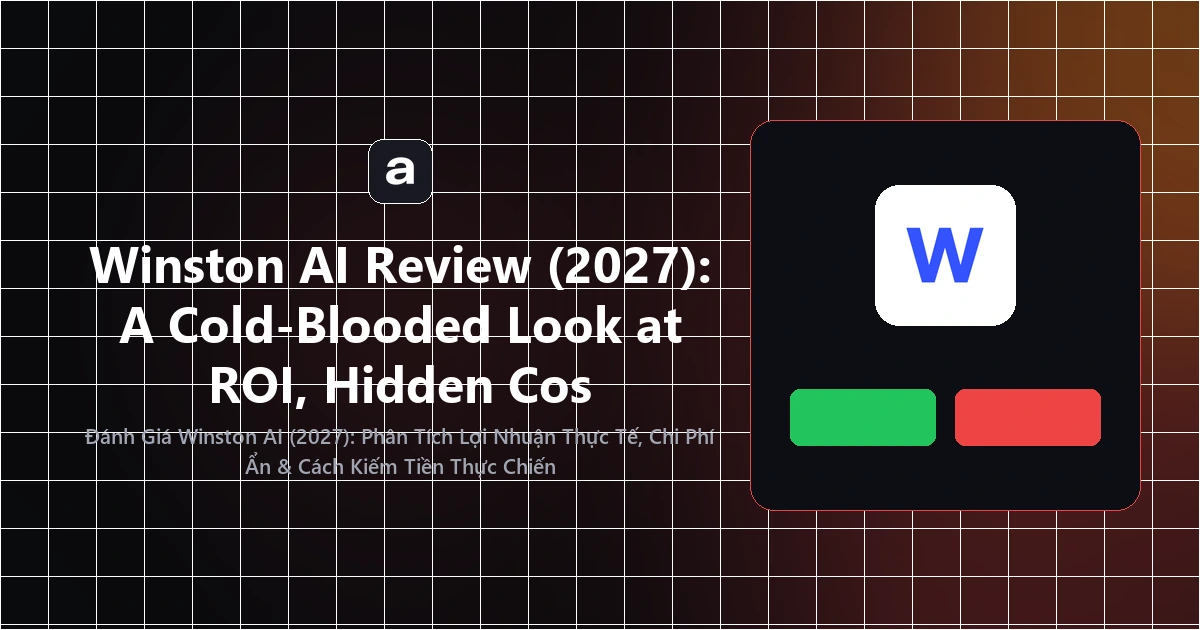 a
Winston AI Review (2027):
A Cold-Blooded Look at
ROI, Hidden Cos
Đánh Giá Winston AI (2027): Phân Tích Lợi Nhuận Thực Tế, Chi Phí
Ẩn & Cách Kiếm Tiền Thực Chiến
W